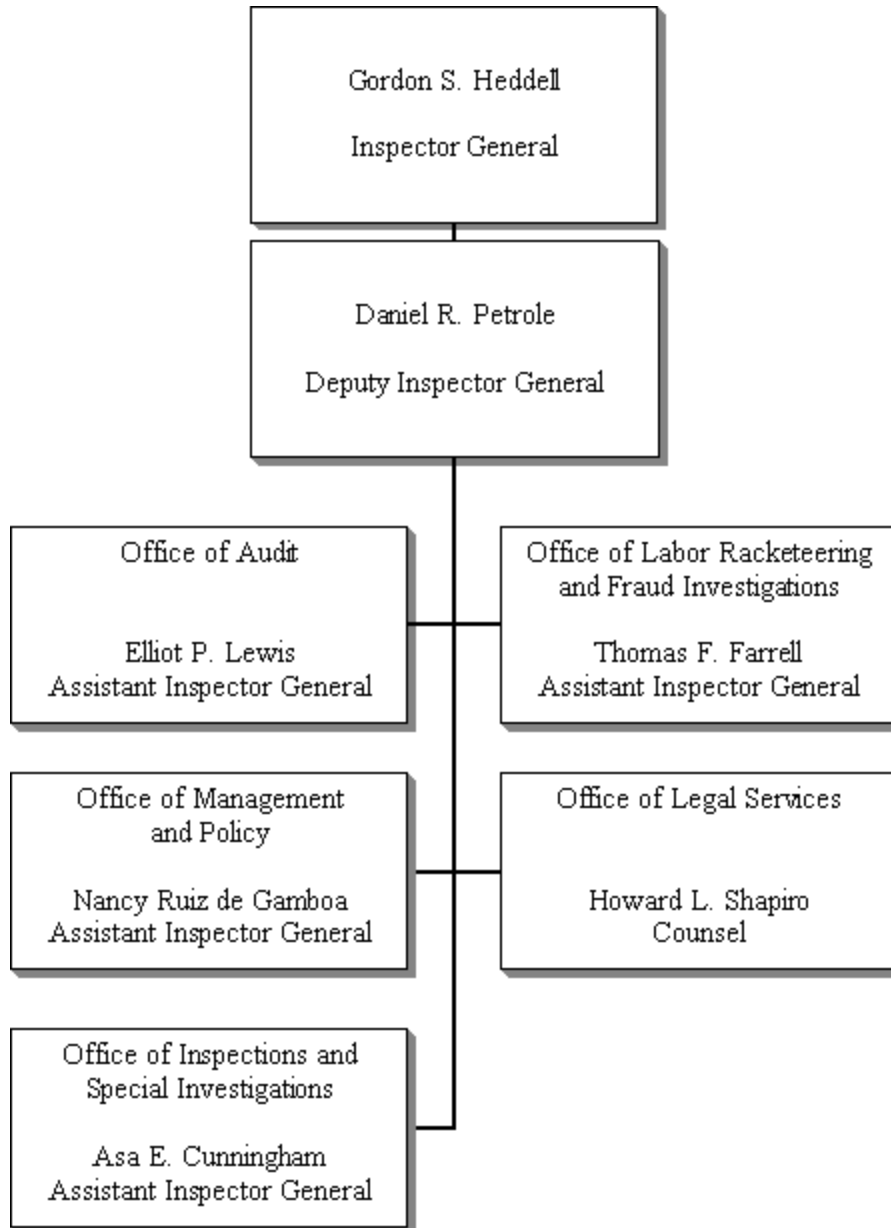 Gordon S. Heddell
Inspector General
Daniel R. Petrole
Deputy Inspector General
Office of Audit
Elliot P. Lewis
Assistant Inspector General
Office of Labor Racketeering
and Fraud Investigations
Thomas F. Farrell
Assistant Inspector General
Office of Management
and Policy
Nancy Ruiz de Gamboa
Assistant Inspector General
Office of Legal Services
Howard L. Shapiro
Counsel
Office of Inspections and
Special Investigations
Asa E. Cunningham
Assistant Inspector General